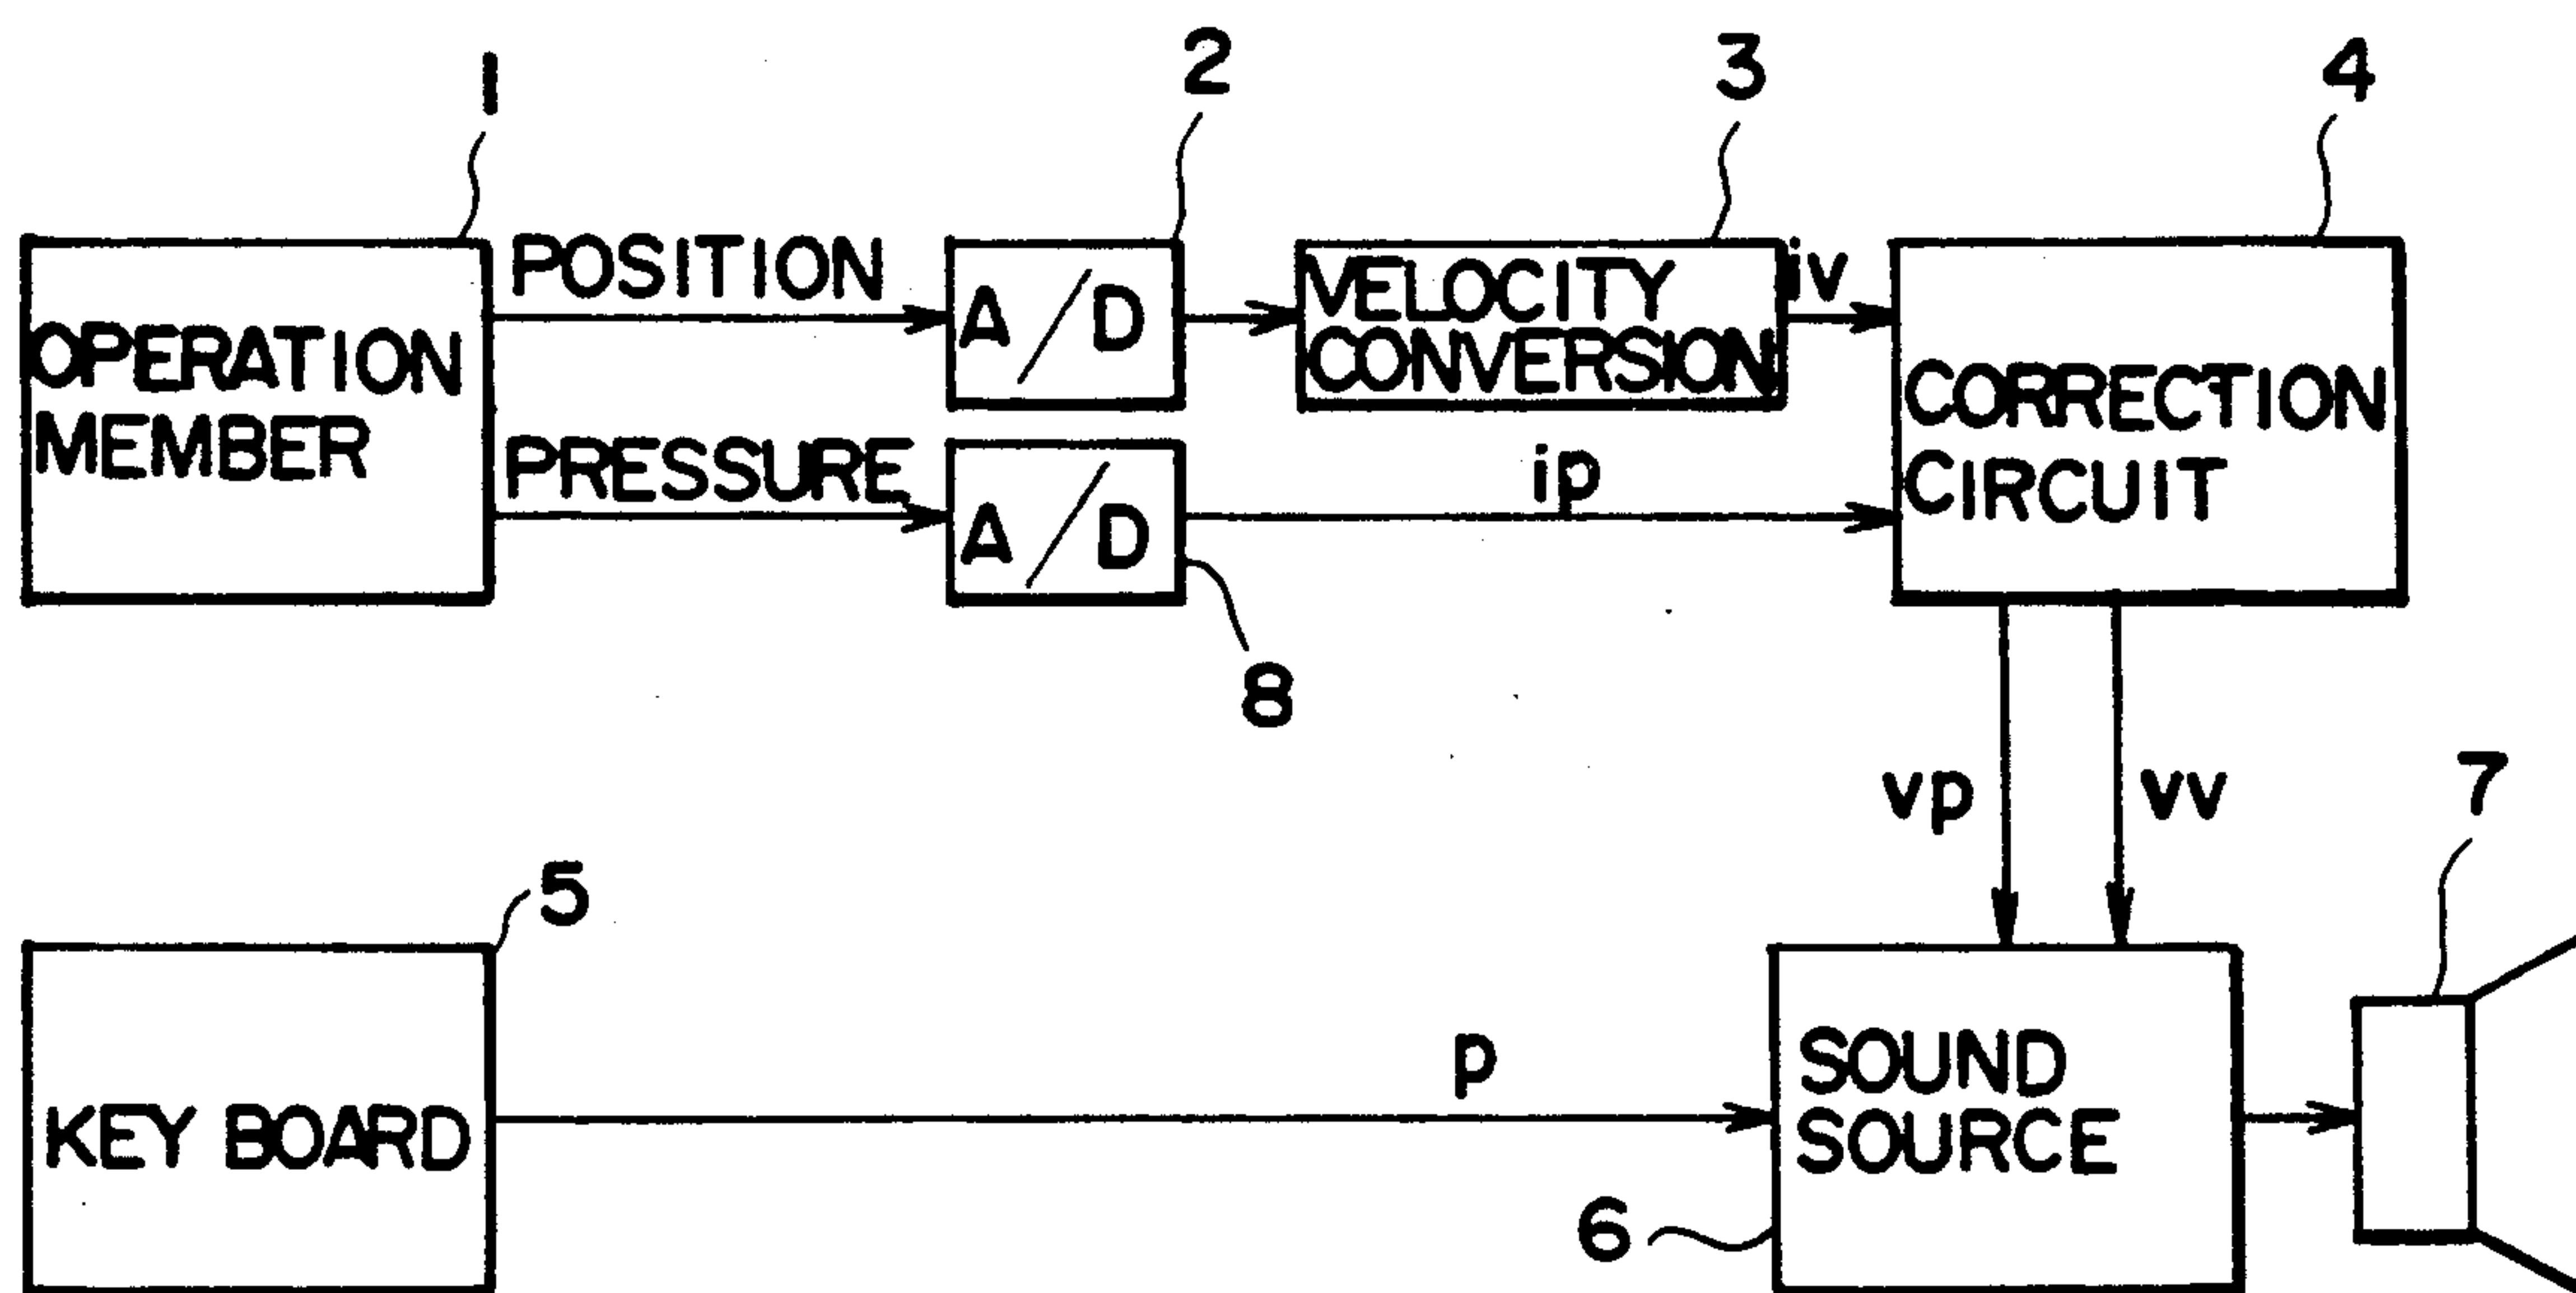 1
2
3
4
OPERATION
MEMBER
POSITION
A/D
VELOCITY
CONVERSION
iv
CORRECTION
CIRCUIT
PRESSURE
A/D
ip
8
vp
vv
7
5
KEY BOARD
p
SOUND
SOURCE
6